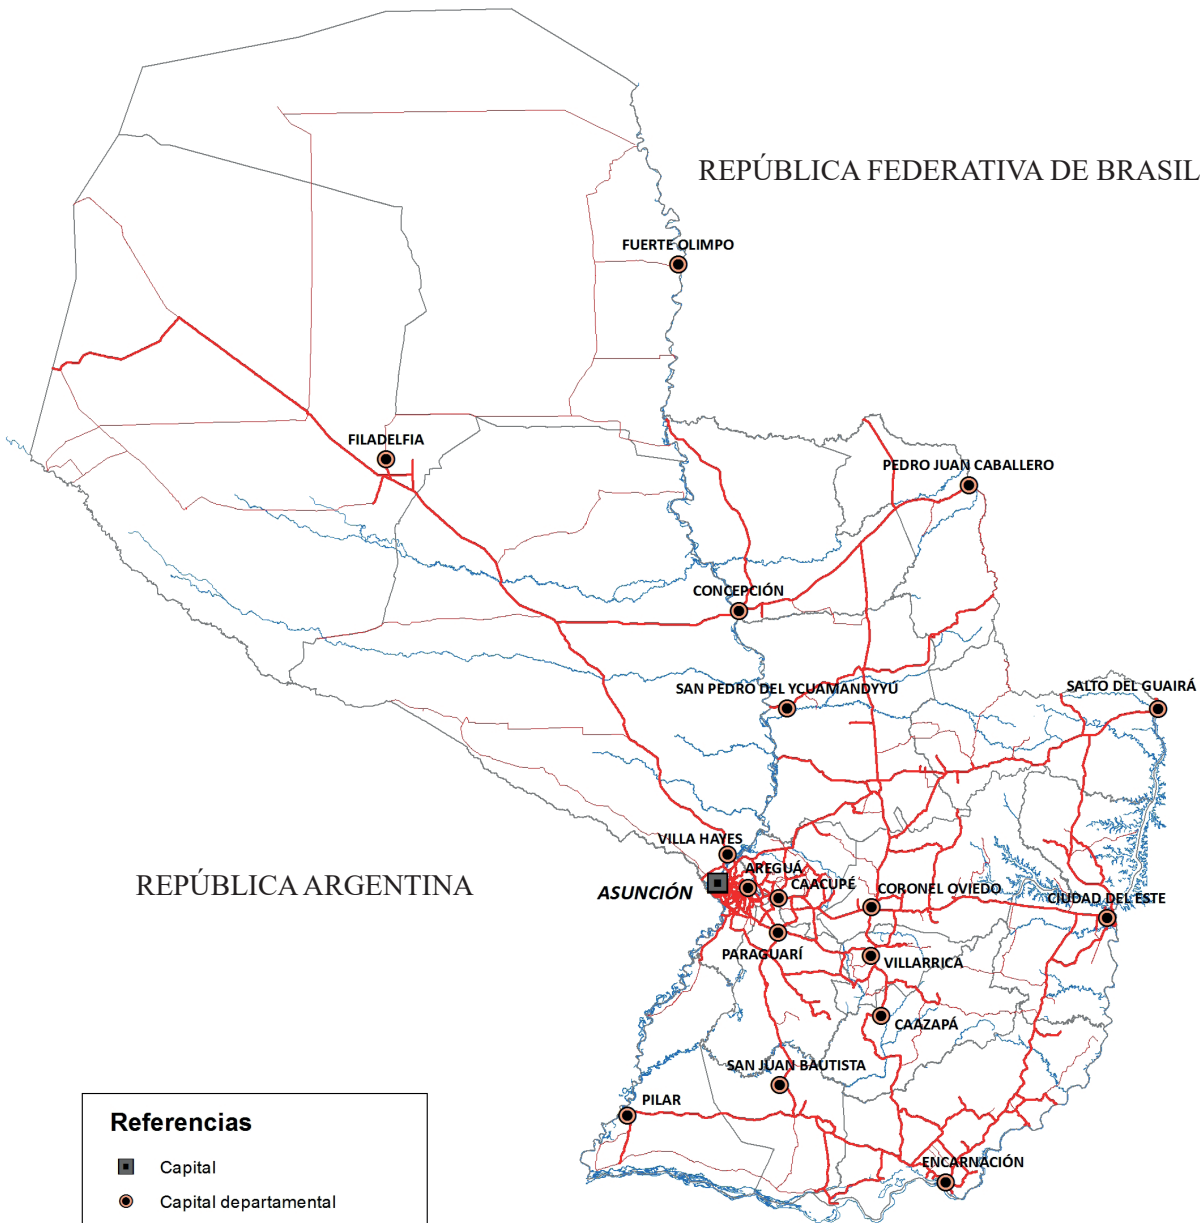 REPÚBLICA FEDERATIVA DE BRASIL
FUERTE OLIMPO
FILADELFIA
PEDRO JUAN CABALLERO
CONCEPCIÓN
SALTO DEL GUAIRÁ
SAN PEDRO DEL YCUAMANDYYÚ
VILLA HAYES
AREGUÁ
REPÚBLICA ARGENTINA
ASUNCIÓN
CAACUPÉ
CORONEL OVIEDO
CIUDAD DEL ESTE
PARAGUARÍ
VILLARRICA
CAAZAPÁ
SAN JUAN BAUTISTA
PILAR
ENCARNACIÓN
Referencias
Capital
Capital departamental